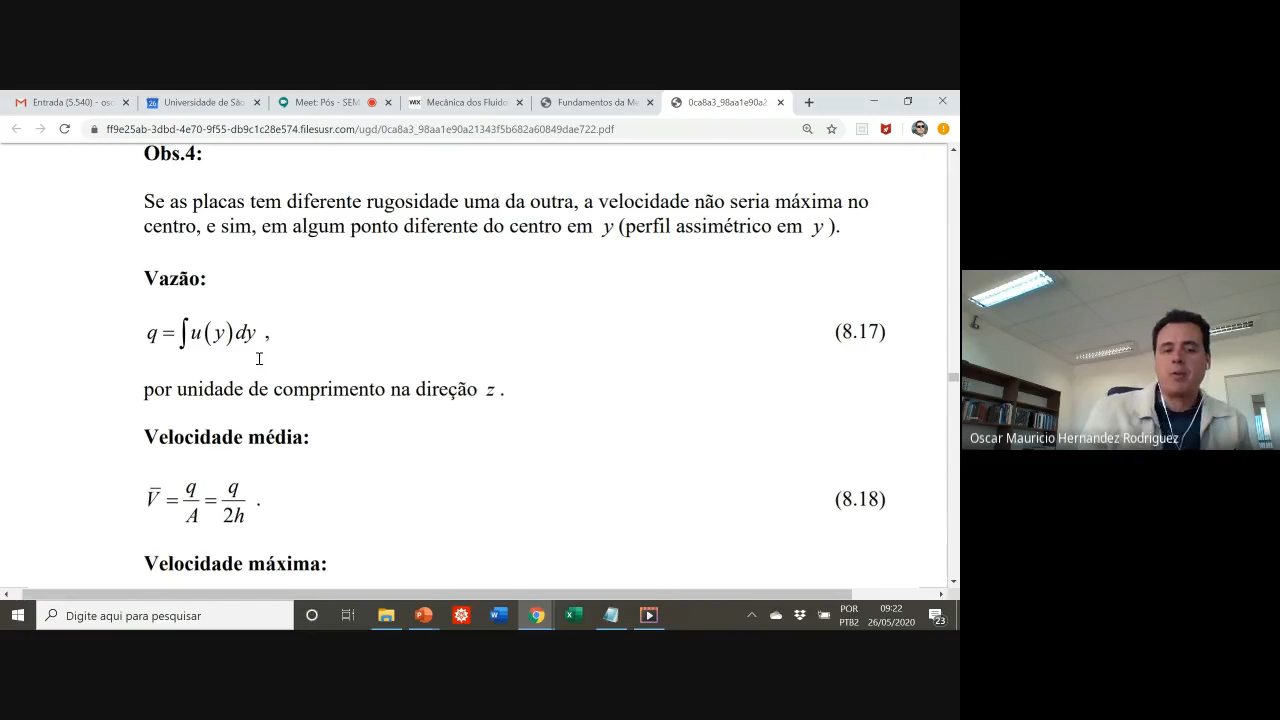 Entrada (5.540) - osc
Universidade de São
Meet: Pós - SEM
Mecânica dos Fluido
Fundamentos da Me
0ca8a3_98aa1e90a2
ff9e25ab-3dbd-4e70-9f55-db9c1c28e574.filesusr.com/ugd/0ca8a3_98aa1e90a21343f5b682a60849dae722.pdf
Obs.4:
Se as placas tem diferente rugosidade uma da outra, a velocidade não seria máxima no
centro, e sim, em algum ponto diferente do centro em y (perfil assimétrico em y ).
Vazão:
q = ∫ u(y) dy , (8.17)
por unidade de comprimento na direção z .
Velocidade média:
V̄ = q/A = q/2h . (8.18)
Velocidade máxima:
Oscar Mauricio Hernandez Rodriguez
Digite aqui para pesquisar
POR
PTB2
09:22
26/05/2020
23